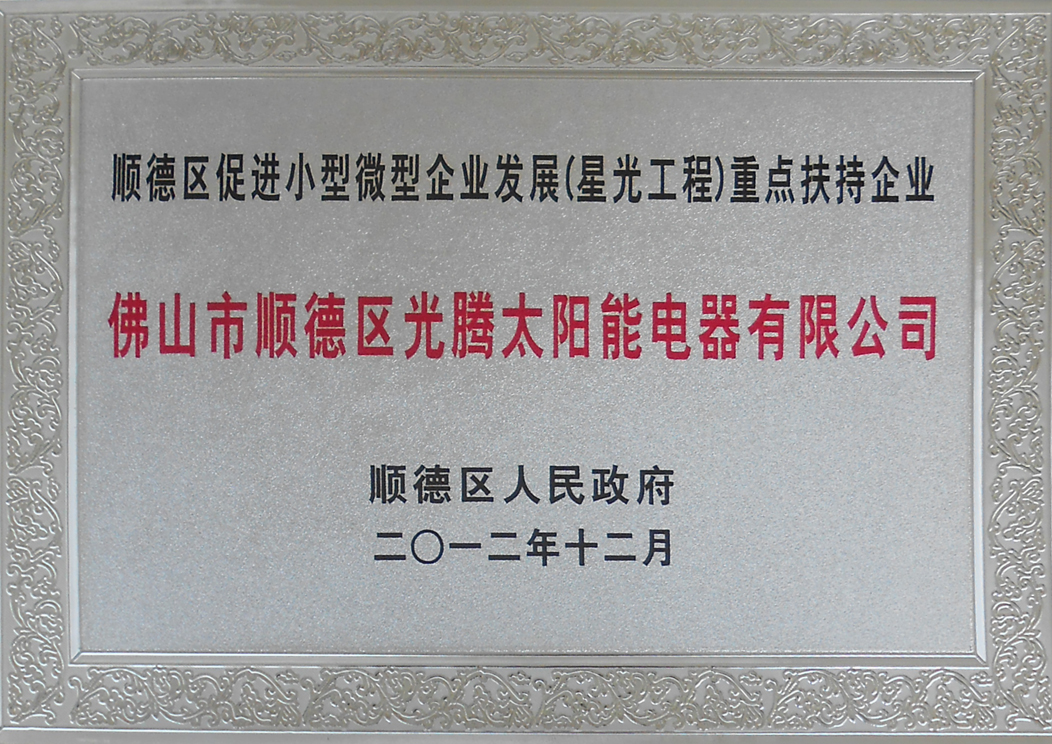 顺德区促进小型微型企业发展(星光工程)重点扶持企业
佛山市顺德区光腾太阳能电器有限公司
顺德区人民政府
二〇一二年十二月